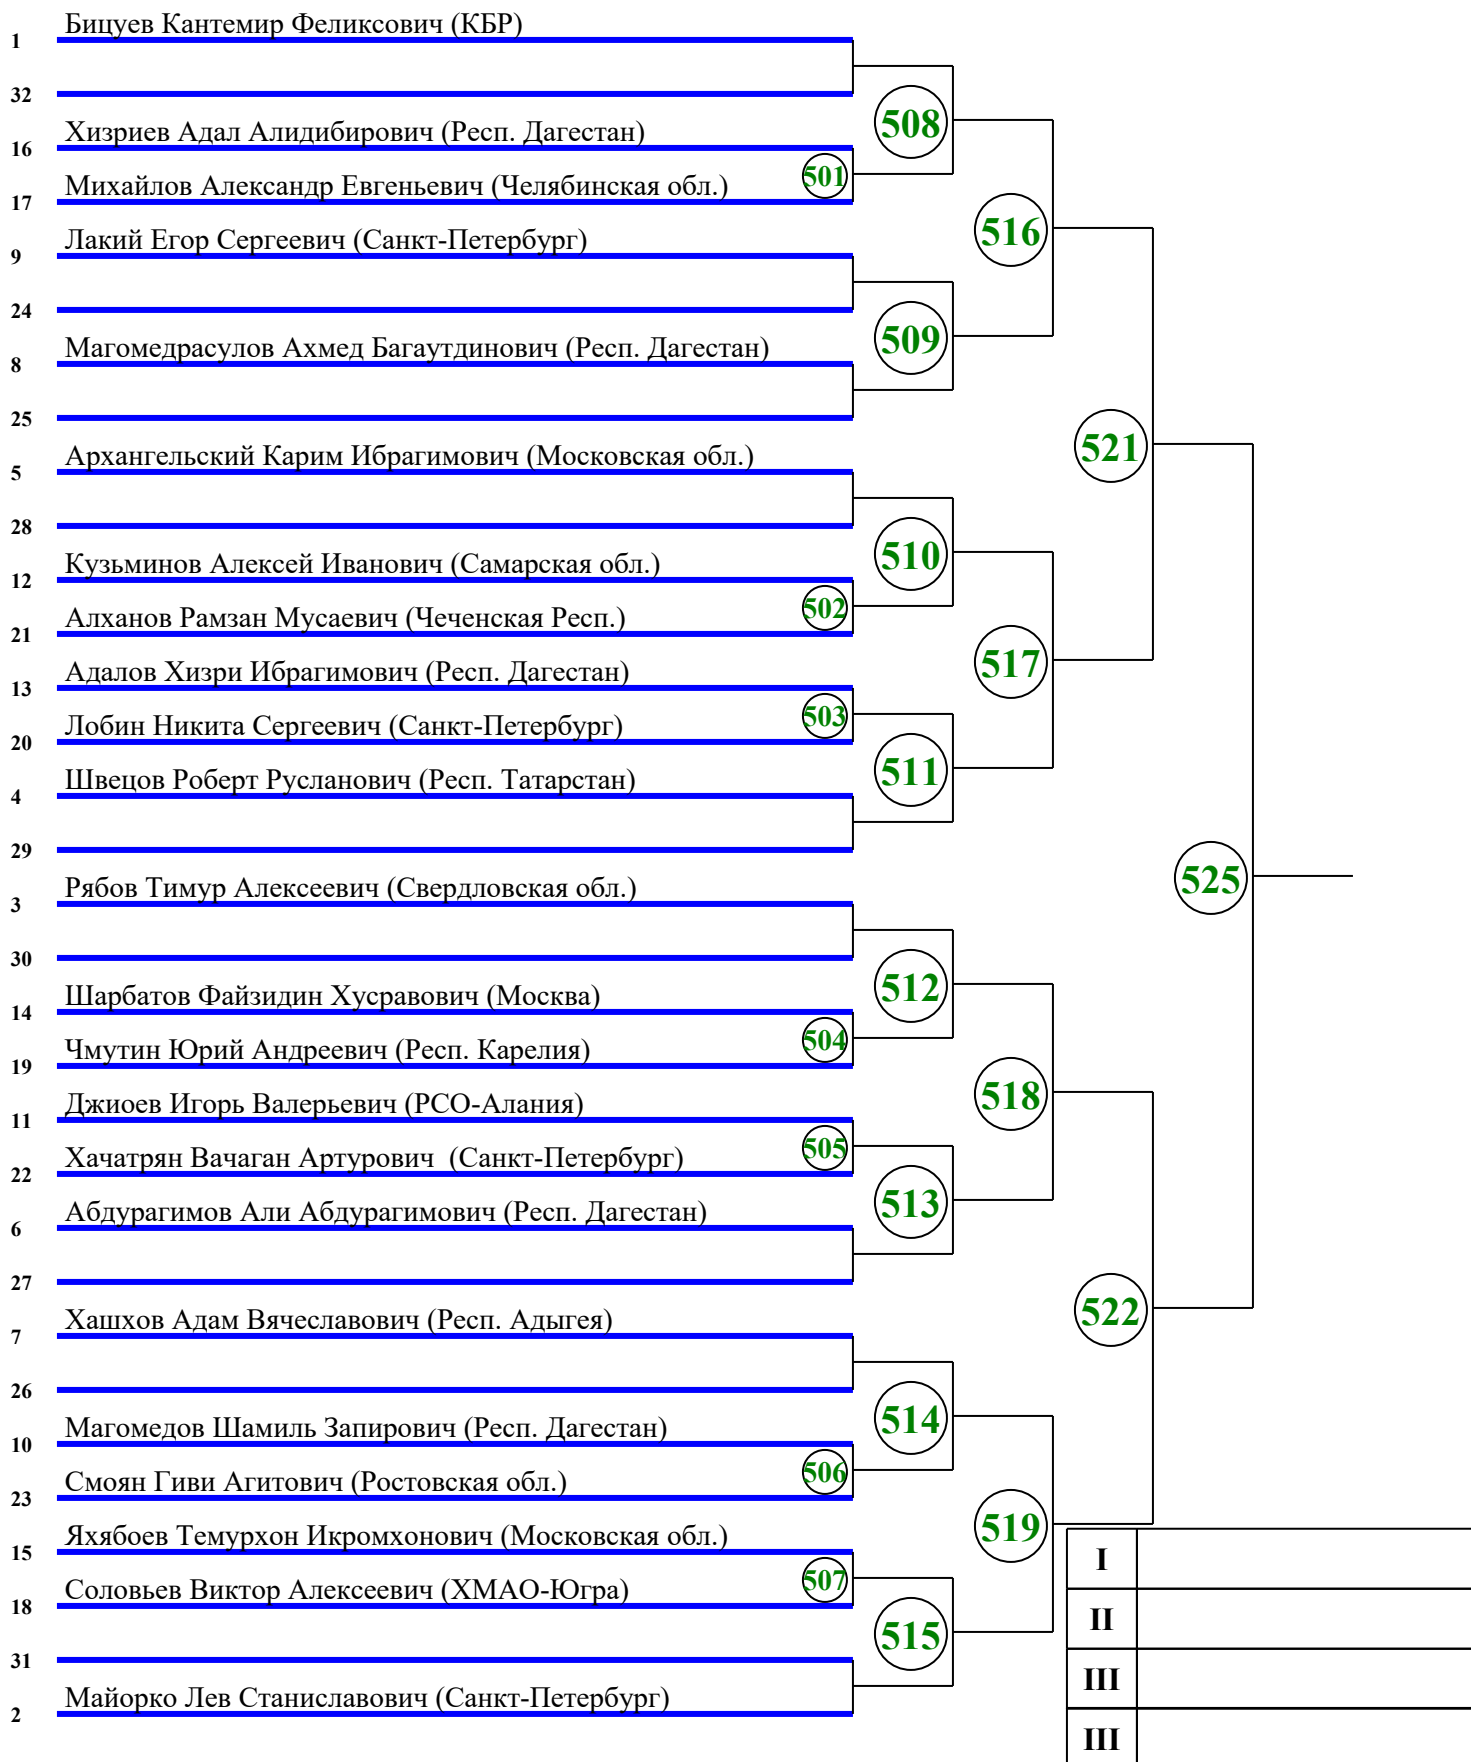 Бицуев Кантемир Феликсович (КБР)
1
32
Хизриев Адал Алидибирович (Респ. Дагестан)
508
16
Михайлов Александр Евгеньевич (Челябинская обл.)
501
17
Лакий Егор Сергеевич (Санкт-Петербург)
516
9
24
Магомедрасулов Ахмед Багаутдинович (Респ. Дагестан)
509
8
25
Архангельский Карим Ибрагимович (Московская обл.)
521
5
28
Кузьминов Алексей Иванович (Самарская обл.)
510
12
Алханов Рамзан Мусаевич (Чеченская Респ.)
502
21
Адалов Хизри Ибрагимович (Респ. Дагестан)
517
13
Лобин Никита Сергеевич (Санкт-Петербург)
503
20
Швецов Роберт Русланович (Респ. Татарстан)
511
4
29
Рябов Тимур Алексеевич (Свердловская обл.)
525
3
30
Шарбатов Файзидин Хусравович (Москва)
512
14
Чмутин Юрий Андреевич (Респ. Карелия)
504
19
Джиоев Игорь Валерьевич (РСО-Алания)
518
11
Хачатрян Вачаган Артурович (Санкт-Петербург)
505
22
Абдурагимов Али Абдурагимович (Респ. Дагестан)
513
6
27
Хашхов Адам Вячеславович (Респ. Адыгея)
522
7
26
Магомедов Шамиль Запирович (Респ. Дагестан)
514
10
Смоян Гиви Агитович (Ростовская обл.)
506
23
Яхябоев Темурхон Икромхонович (Московская обл.)
519
15
I
Соловьев Виктор Алексеевич (ХМАО-Югра)
507
18
II
515
31
III
Майорко Лев Станиславович (Санкт-Петербург)
2
III